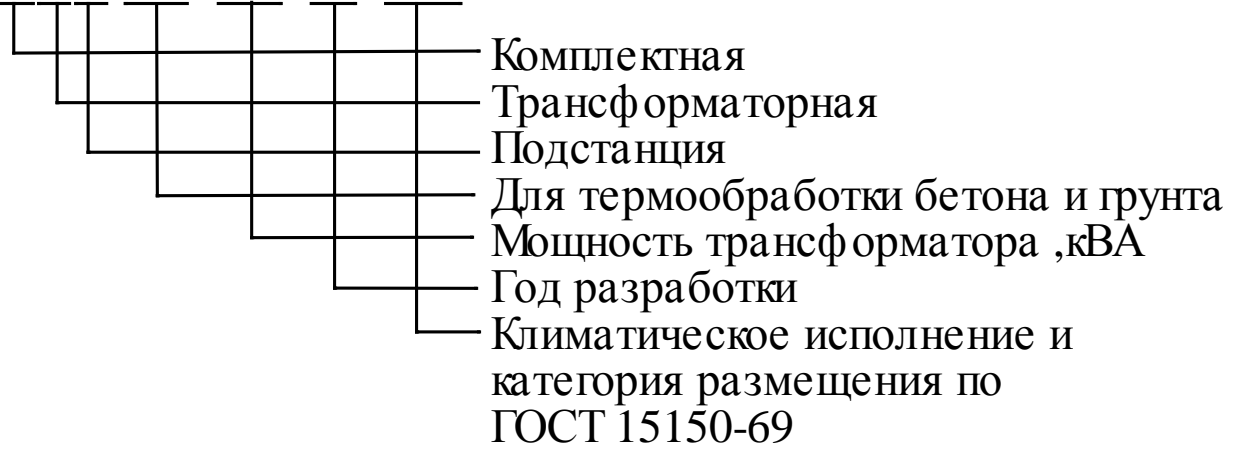 Комплектная
Трансформаторная
Подстанция
Для термообработки бетона и грунта
Мощность трансформатора ,кВА
Год разработки
Климатическое исполнение и
категория размещения по
ГОСТ 15150-69